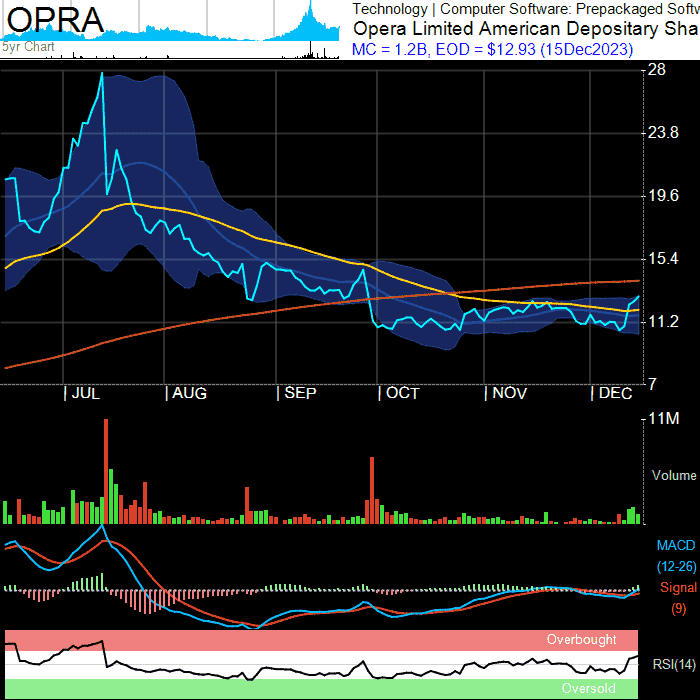 OPRA
5yr Chart
Technology | Computer Software: Prepackaged Softw
Opera Limited American Depositary Sha
MC = 1.2B, EOD = $12.93 (15Dec2023)
28
23.8
19.6
15.4
11.2
7
| JUL | AUG | SEP | OCT | NOV | DEC
11M
Volume
MACD
(12-26)
Signal
(9)
Overbought
RSI(14)
Oversold